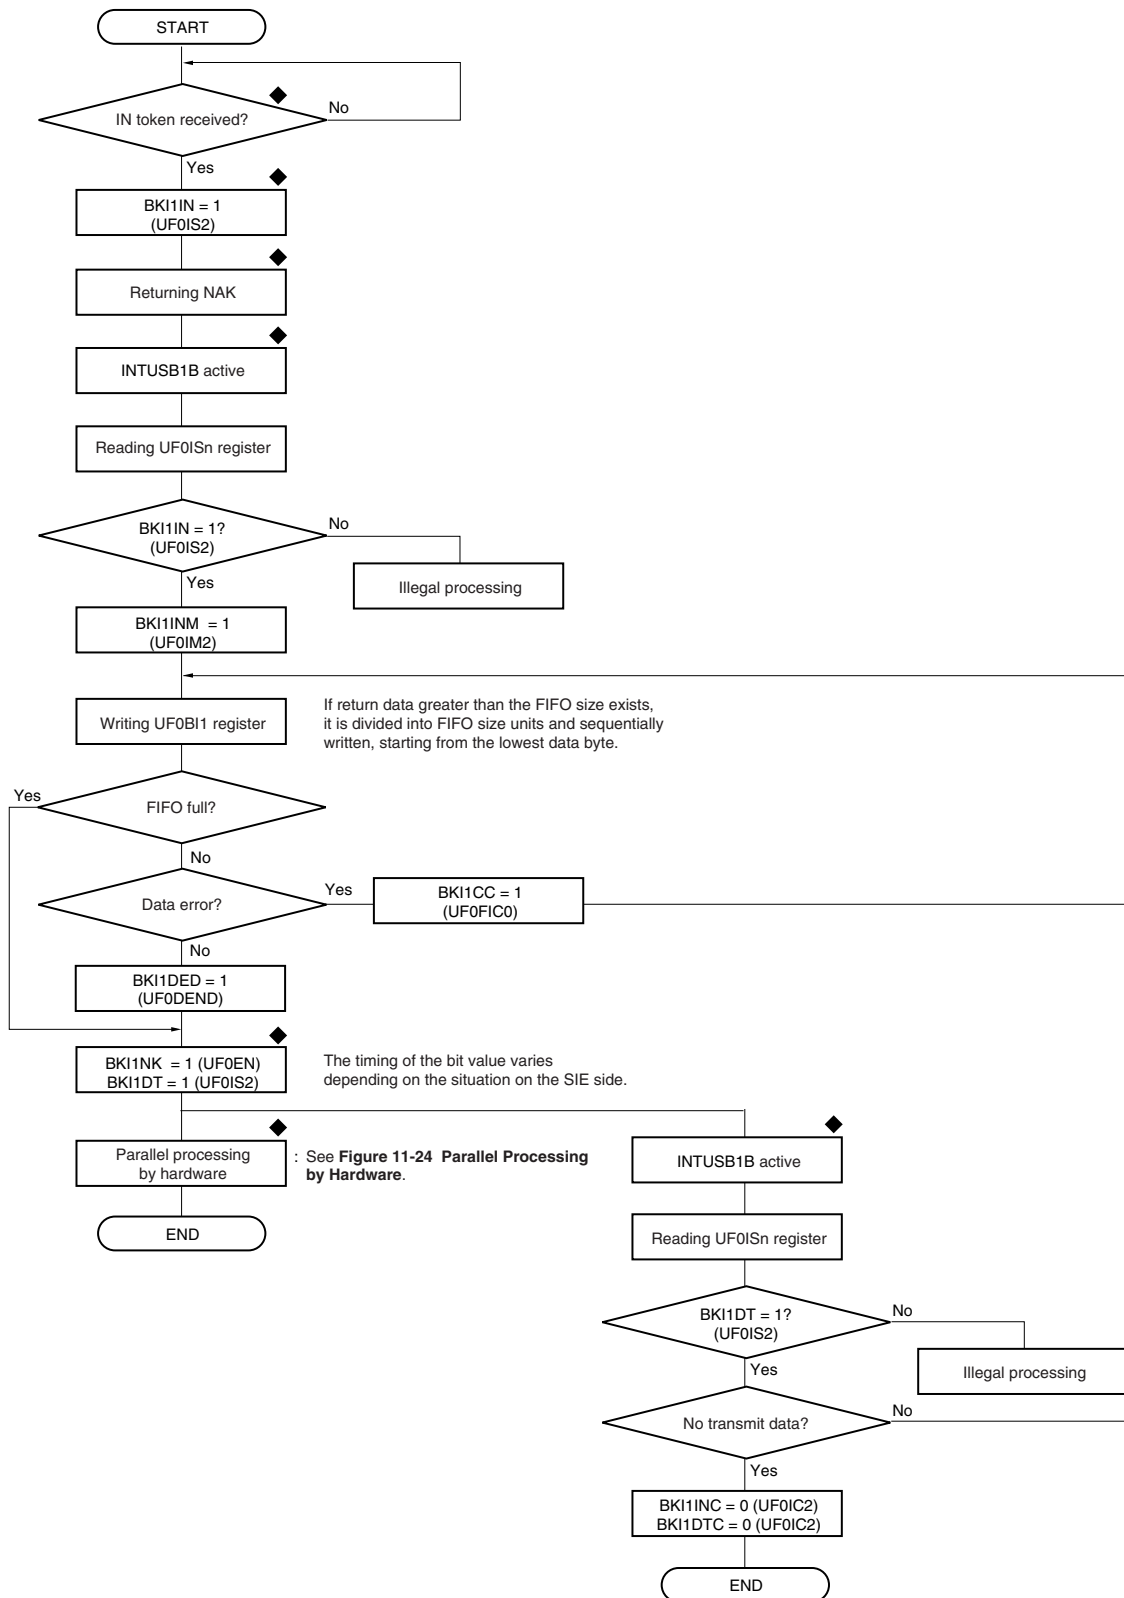 START
IN token received?
No
Yes
BKI1IN = 1
(UF0IS2)
Returning NAK
INTUSB1B active
Reading UF0ISn register
BKI1IN = 1?
(UF0IS2)
No
Illegal processing
Yes
BKI1INM = 1
(UF0IM2)
Writing UF0BI1 register
If return data greater than the FIFO size exists,
it is divided into FIFO size units and sequentially
written, starting from the lowest data byte.
Yes
FIFO full?
No
Data error?
Yes
BKI1CC = 1
(UF0FIC0)
No
BKI1DED = 1
(UF0DEND)
BKI1NK = 1 (UF0EN)
BKI1DT = 1 (UF0IS2)
The timing of the bit value varies
depending on the situation on the SIE side.
Parallel processing
by hardware
: See Figure 11-24 Parallel Processing
by Hardware.
END
INTUSB1B active
Reading UF0ISn register
BKI1DT = 1?
(UF0IS2)
No
Illegal processing
Yes
No transmit data?
No
Yes
BKI1INC = 0 (UF0IC2)
BKI1DTC = 0 (UF0IC2)
END